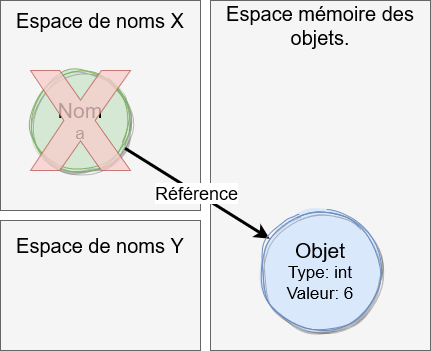 Espace de noms X
Nom
a
Espace mémoire des
objets.
Référence
Espace de noms Y
Objet
Type: int
Valeur: 6